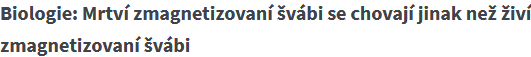 Biologie: Mrtví zmagnetizovaní švábi se chovají jinak než živí
zmagnetizovaní švábi